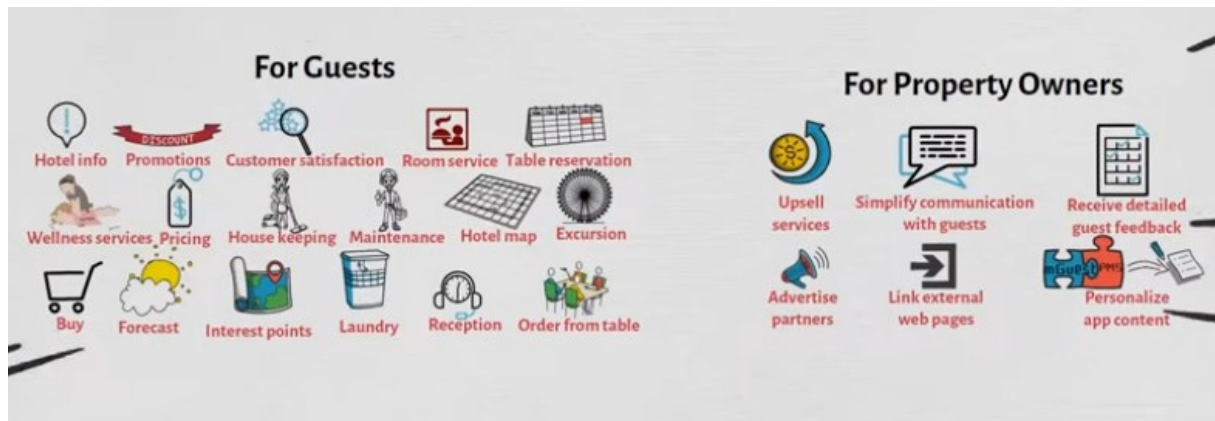 For Guests
DISCOUNT
Hotel info Promotions Customer satisfaction Room service Table reservation
$
Wellness services Pricing House keeping Maintenance Hotel map Excursion
Buy Forecast Interest points Laundry Reception Order from table
For Property Owners
$
Upsell
services
Simplify communication
with guests
Receive detailed
guest feedback
mGuest PMS
Advertise
partners
Link external
web pages
Personalize
app content